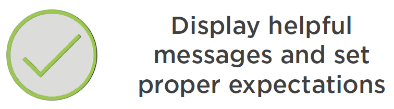 Display helpful
messages and set
proper expectations